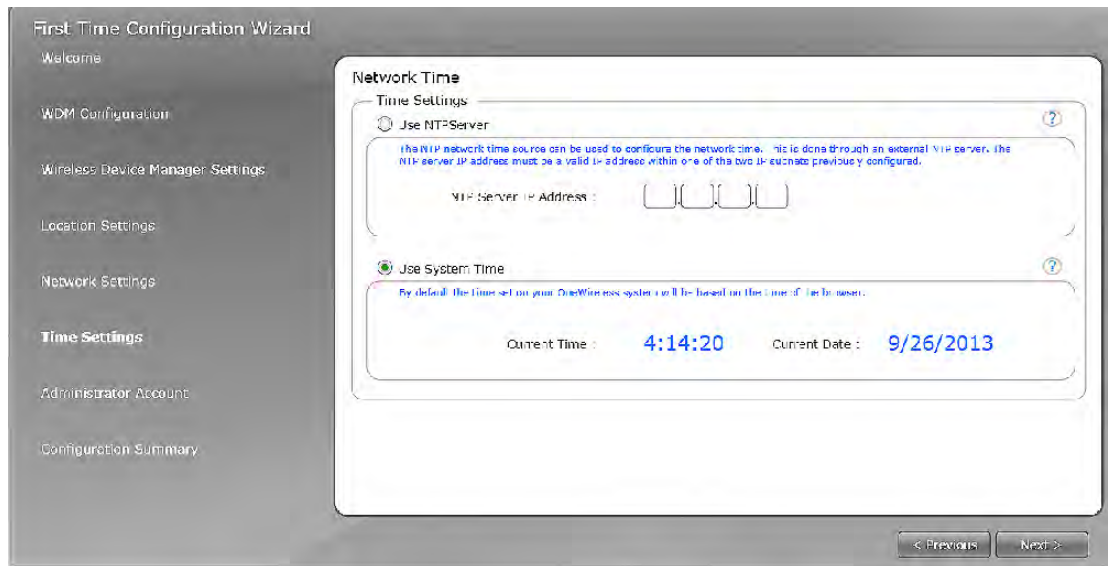 First Time Configuration Wizard
Welcome
WDM Configuration
Wireless Device Manager Settings
Location Settings
Network Settings
Time Settings
Administrator Account
Configuration Summary
Network Time
Time Settings
Use NTPServer
?
The NTP network time source can be used to configure the network time. This is done through an external NTP server. The
NTP server IP address must be a valid IP address within one of the two IP subnets previously configured.
NTP Server IP Address :
. . .
Use System Time
?
By default the time set on your OneWireless system will be based on the time of the browser.
Current Time : 4:14:20 Current Date : 9/26/2013
< Previous Next >